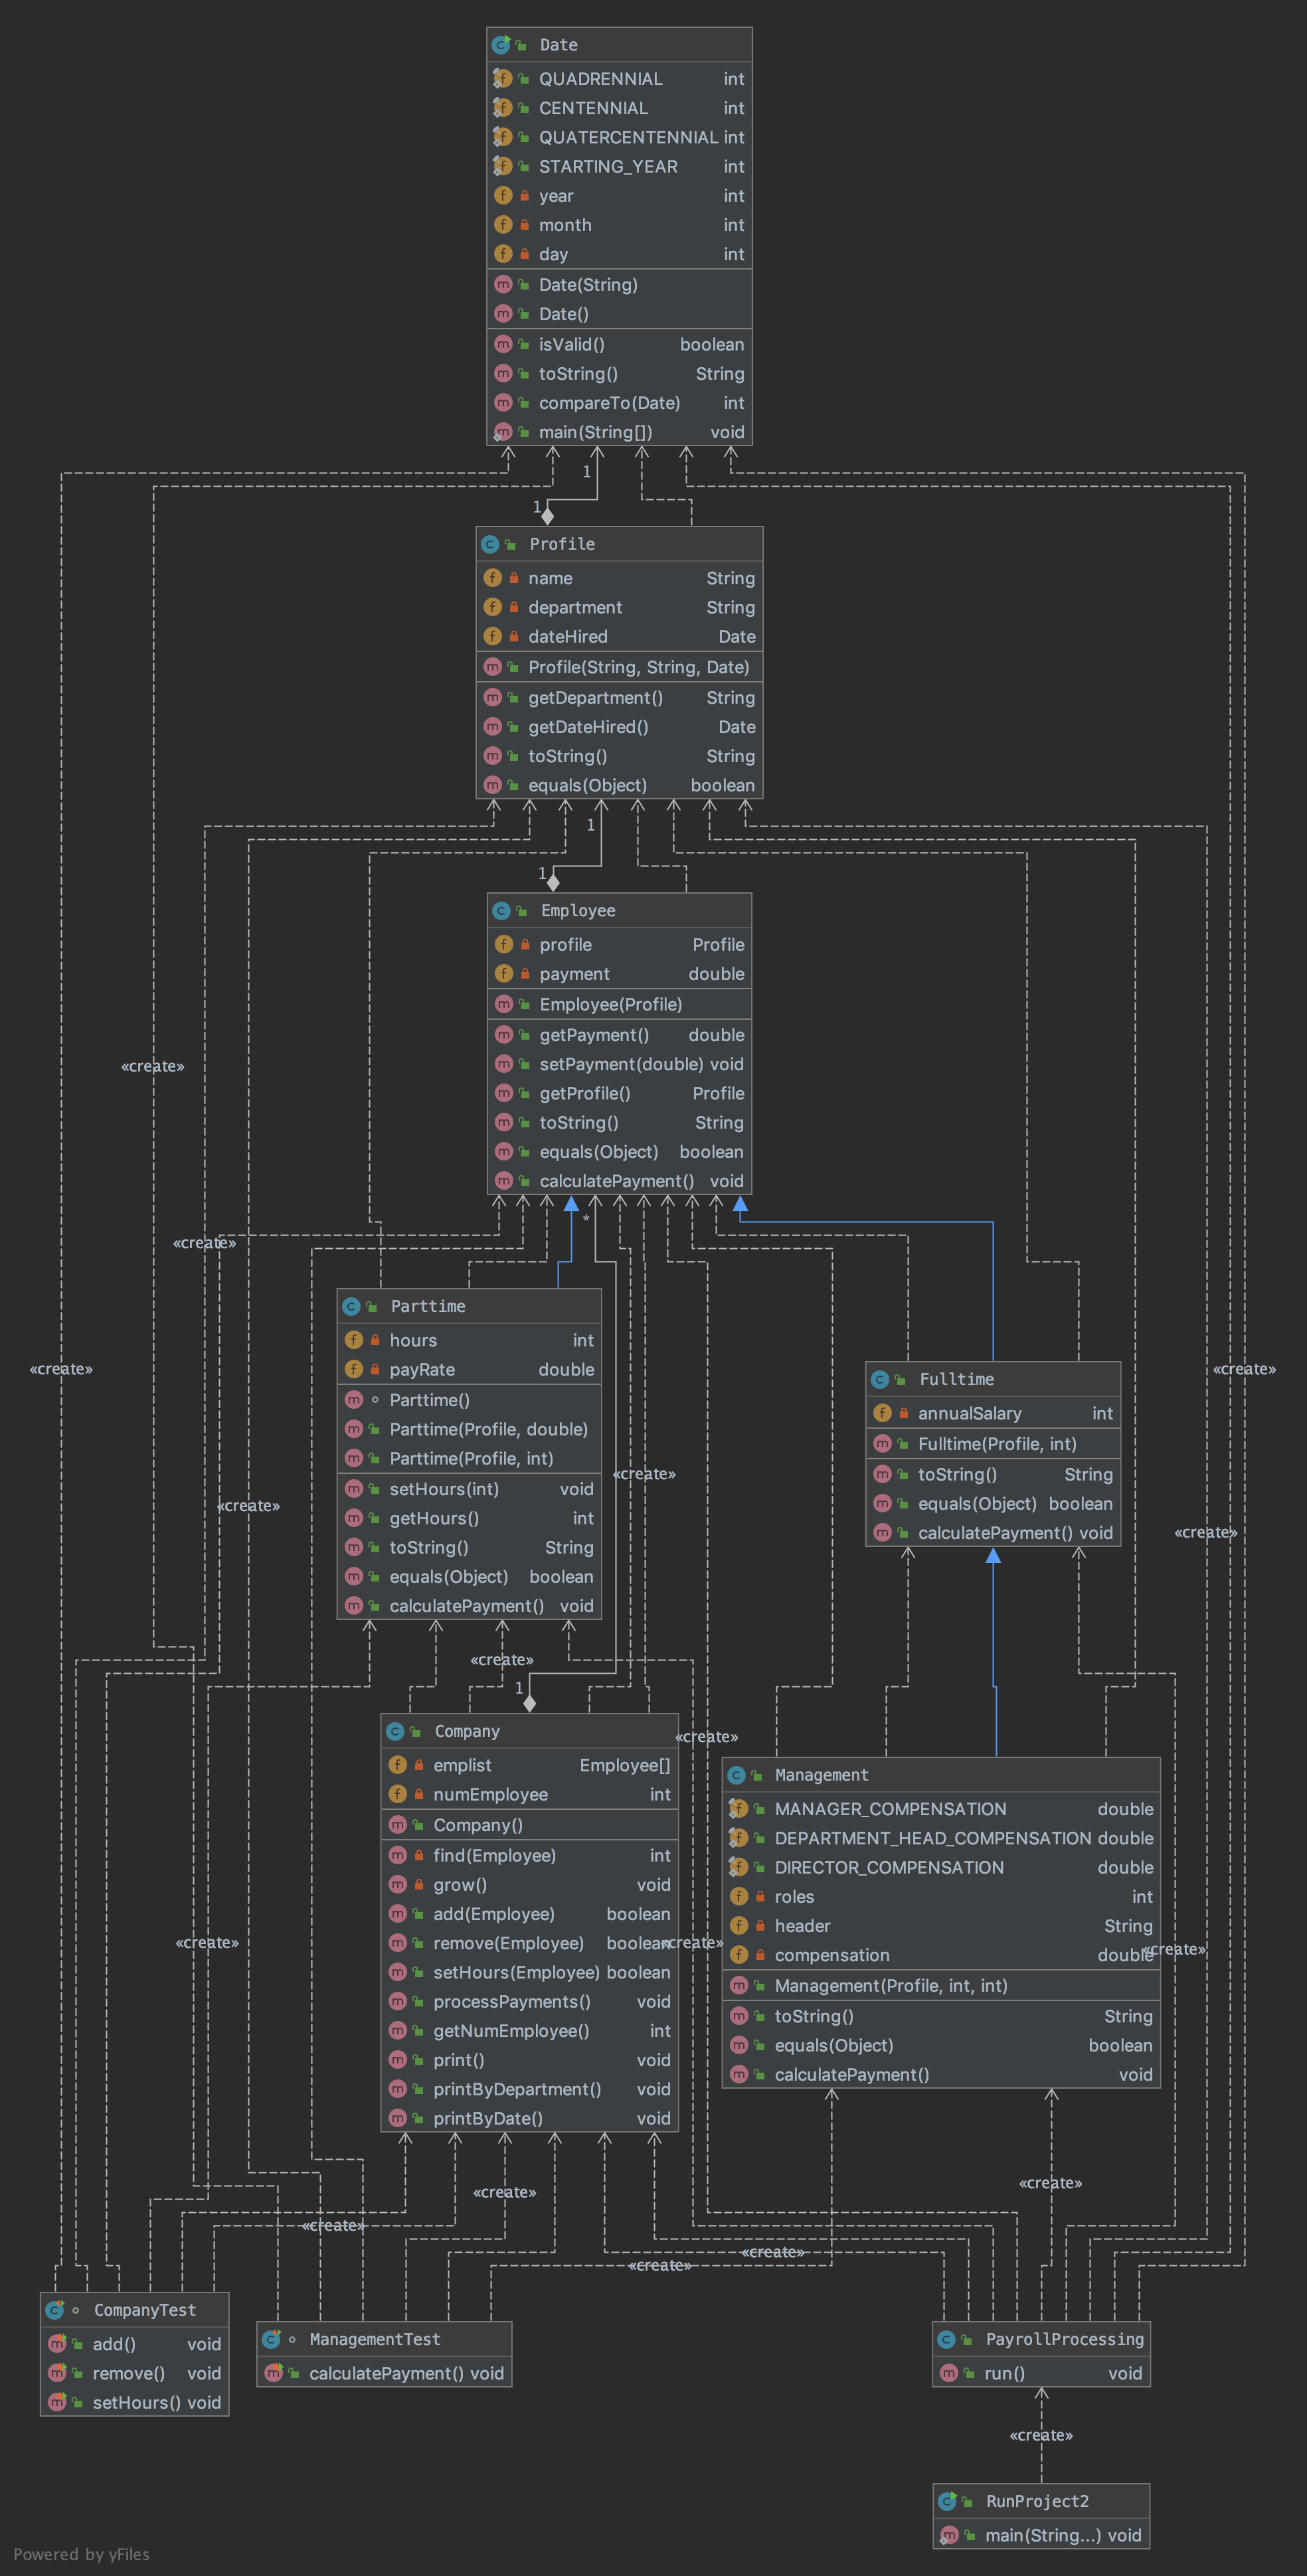 Date
QUADRENNIAL int
CENTENNIAL int
QUATERCENTENNIAL int
STARTING_YEAR int
year int
month int
day int
Date(String)
Date()
isValid() boolean
toString() String
compareTo(Date) int
main(String[]) void
1
1
Profile
name String
department String
dateHired Date
Profile(String, String, Date)
getDepartment() String
getDateHired() Date
toString() String
equals(Object) boolean
1
1
Employee
profile Profile
payment double
Employee(Profile)
getPayment() double
setPayment(double) void
getProfile() Profile
toString() String
equals(Object) boolean
calculatePayment() void
«create»
*
«create»
Parttime
hours int
payRate double
Parttime()
Parttime(Profile, double)
Parttime(Profile, int)
setHours(int) void
getHours() int
toString() String
equals(Object) boolean
calculatePayment() void
«create»
«create»
Fulltime
annualSalary int
Fulltime(Profile, int)
toString() String
equals(Object) boolean
calculatePayment() void
«create»
«create»
«create»
«create»
1
«create»
Company
emplist Employee[]
numEmployee int
Company()
find(Employee) int
grow() void
add(Employee) boolean
remove(Employee) boolean
setHours(Employee) boolean
processPayments() void
getNumEmployee() int
print() void
printByDepartment() void
printByDate() void
Management
MANAGER_COMPENSATION double
DEPARTMENT_HEAD_COMPENSATION double
DIRECTOR_COMPENSATION double
roles int
header String
compensation double
Management(Profile, int, int)
toString() String
equals(Object) boolean
calculatePayment() void
«create»
«create»
«create»
«create»
«create»
«create»
«create»
«create»
CompanyTest
add() void
remove() void
setHours() void
ManagementTest
calculatePayment() void
PayrollProcessing
run() void
«create»
RunProject2
main(String...) void
Powered by yFiles